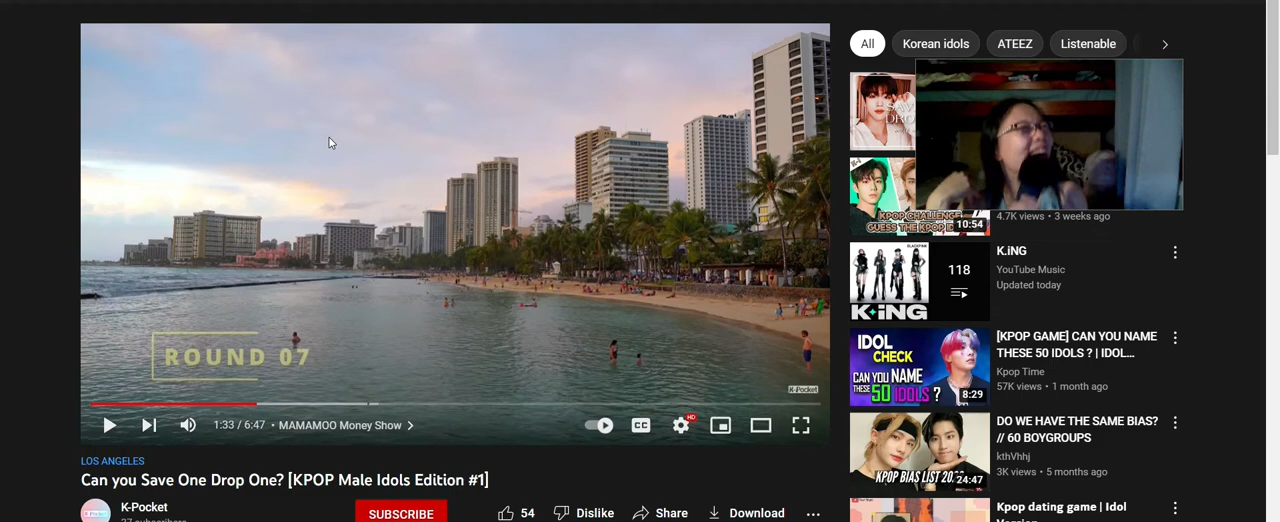 All
Korean idols
ATEEZ
Listenable
KPOP CHALLENGE
GUESS THE KPOP
10:54
4.7K views • 3 weeks ago
BLACKPINK
118
K.iNG
K.iNG
YouTube Music
Updated today
IDOL
CHECK
CAN YOU NAME
THESE 50 IDOLS ?
8:29
[KPOP GAME] CAN YOU NAME
THESE 50 IDOLS ? | IDOL...
Kpop Time
57K views • 1 month ago
KPOP BIAS LIST
24:47
DO WE HAVE THE SAME BIAS?
// 60 BOYGROUPS
kthVhhj
3K views • 5 months ago
Kpop dating game | Idol
ROUND 07
K-Pocket
1:33 / 6:47 • MAMAMOO Money Show
CC
HD
LOS ANGELES
Can you Save One Drop One? [KPOP Male Idols Edition #1]
K-Pocket
SUBSCRIBE
54
Dislike
Share
Download